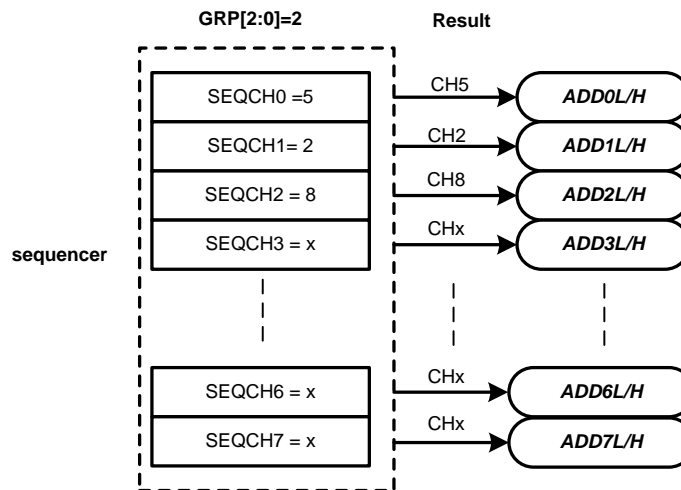 GRP[2:0]=2 Result
SEQCH0 =5 CH5 ADD0L/H
SEQCH1= 2 CH2 ADD1L/H
SEQCH2 = 8 CH8 ADD2L/H
SEQCH3 = x CHx ADD3L/H
sequencer
SEQCH6 = x CHx ADD6L/H
SEQCH7 = x CHx ADD7L/H